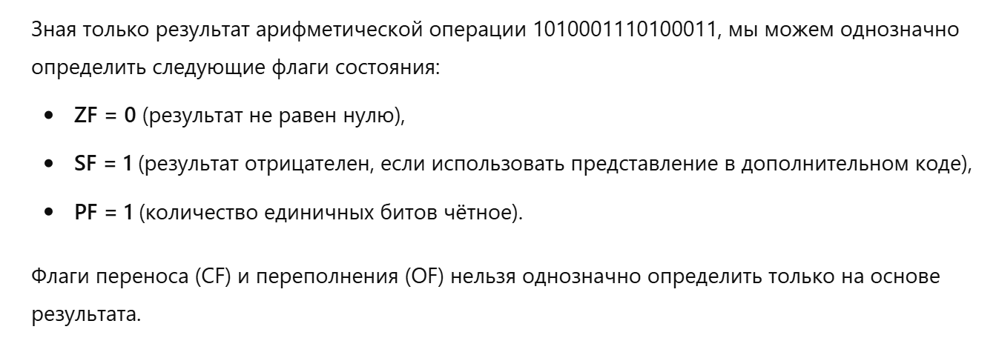 Зная только результат арифметической операции 1010001110100011, мы можем однозначно
определить следующие флаги состояния:
• ZF = 0 (результат не равен нулю),
• SF = 1 (результат отрицателен, если использовать представление в дополнительном коде),
• PF = 1 (количество единичных битов чётное).
Флаги переноса (CF) и переполнения (OF) нельзя однозначно определить только на основе
результата.